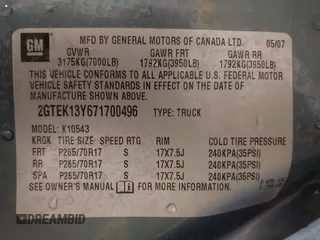 GM
MFD BY GENERAL MOTORS OF CANADA LTD. 05/07
GVWR GAWR FRT GAWR RR
3175KG(7000LB) 1792KG(3950LB) 1792KG(3950LB)
THIS VEHICLE CONFORMS TO ALL APPLICABLE U.S. FEDERAL
MOTOR VEHICLE SAFETY STANDARDS IN EFFECT ON THE DATE OF
MANUFACTURE SHOWN ABOVE.
2GTEK13Y671700496 TYPE: TRUCK
MODEL: K10543
KRGK TIRE SIZE SPEED RTG RIM COLD TIRE PRESSURE
FRT P265/70R17 S 17X7.5J 240KPA(35PSI)
RR P265/70R17 S 17X7.5J 240KPA(35PSI)
SPA P265/70R17 S 17X7.5J 240KPA(35PSI)
SEE OWNER'S MANUAL FOR ADDITIONAL INFORMATION.
DREAMBID